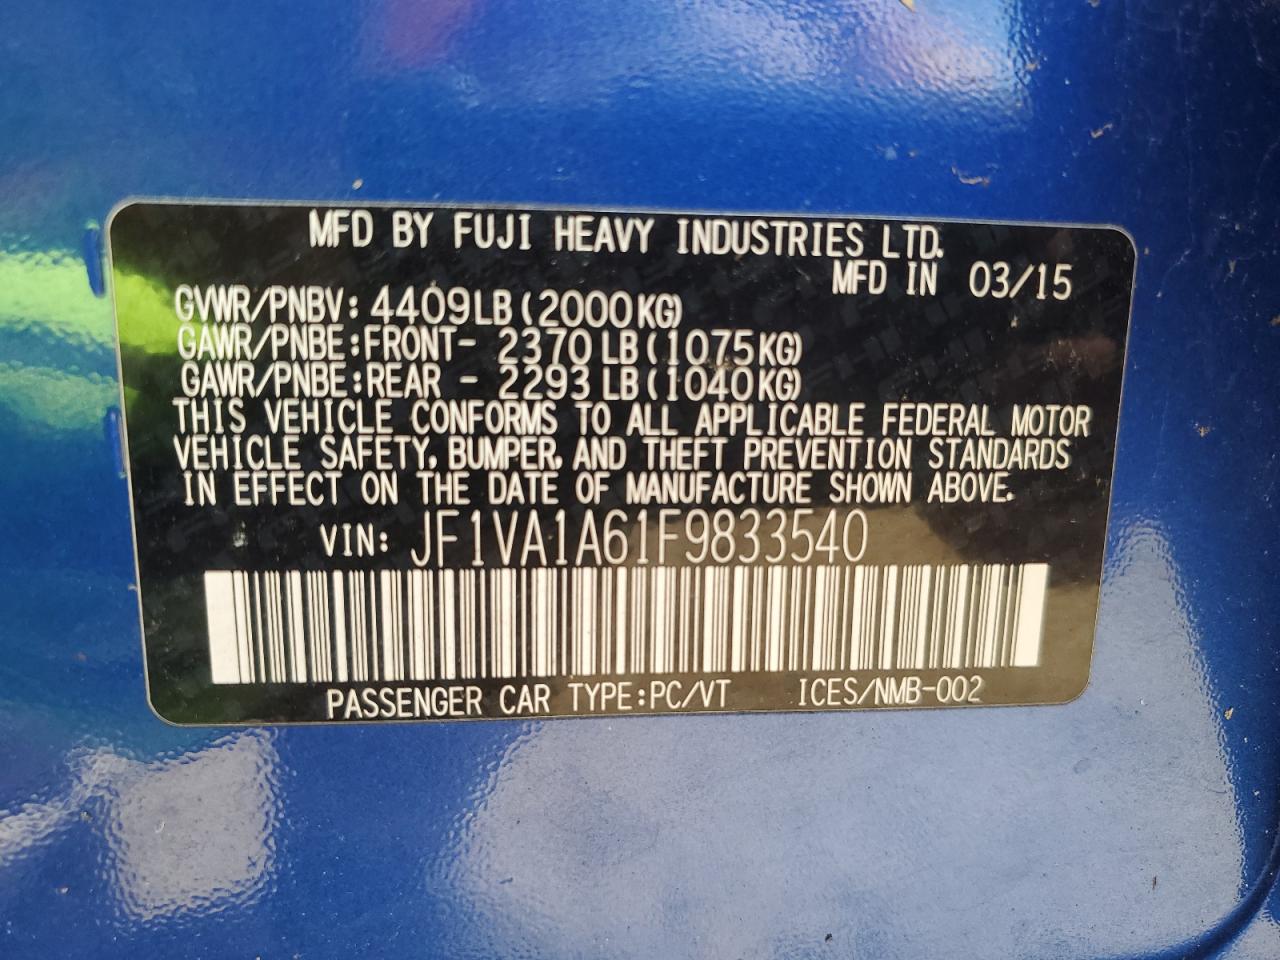 MFD BY FUJI HEAVY INDUSTRIES LTD.
MFD IN 03/15
GVWR/PNBV: 4409LB (2000KG)
GAWR/PNBE:FRONT- 2370 LB (1075KG)
GAWR/PNBE:REAR - 2293 LB (1040KG)
THIS VEHICLE CONFORMS TO ALL APPLICABLE FEDERAL MOTOR
VEHICLE SAFETY, BUMPER, AND THEFT PREVENTION STANDARDS
IN EFFECT ON THE DATE OF MANUFACTURE SHOWN ABOVE.
VIN: JF1VA1A61F9833540
PASSENGER CAR TYPE:PC/VT ICES/NMB-002